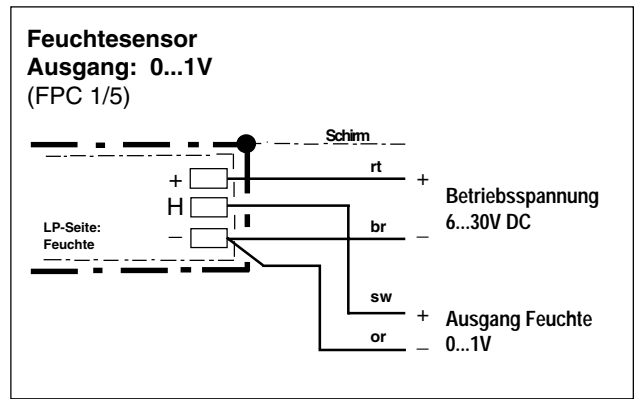 Feuchtesensor
Ausgang: 0...1V
(FPC 1/5)
Schirm
rt
+
+
Betriebsspannung
6...30V DC
H
LP-Seite:
Feuchte
–
br
–
sw
+
Ausgang Feuchte
0...1V
or
–